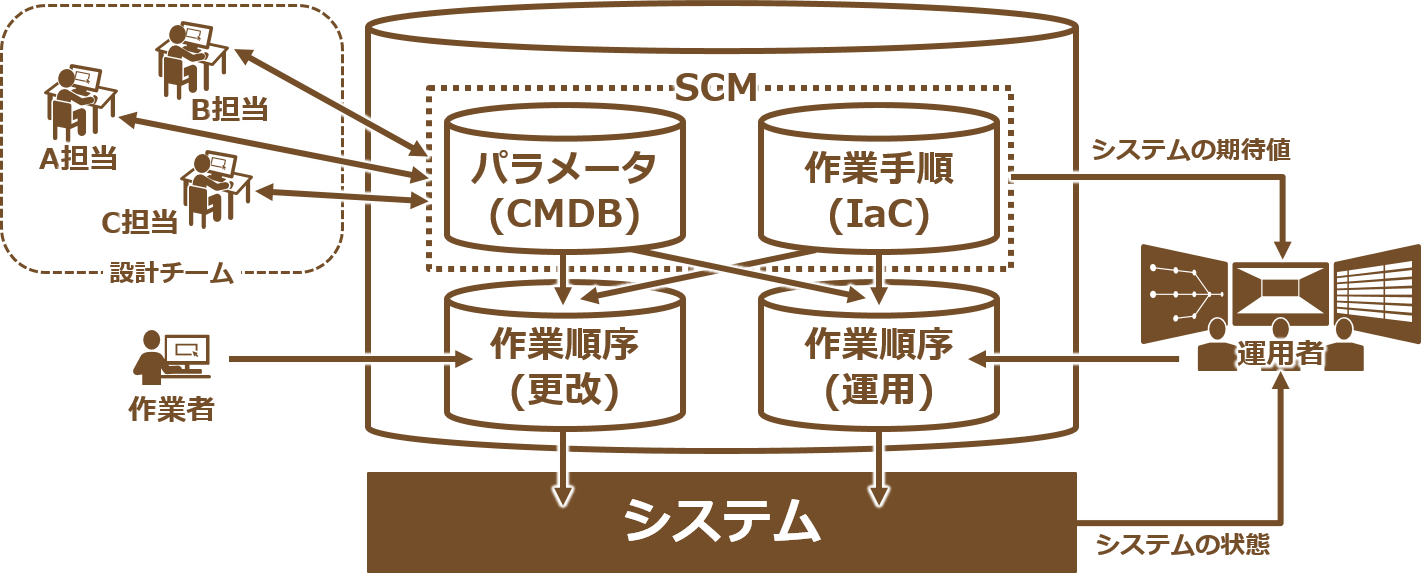 SCM
B担当
A担当
C担当
設計チーム
パラメータ
(CMDB)
作業手順
(IaC)
システムの期待値
作業者
作業順序
(更改)
作業順序
(運用)
運用者
システム
システムの状態